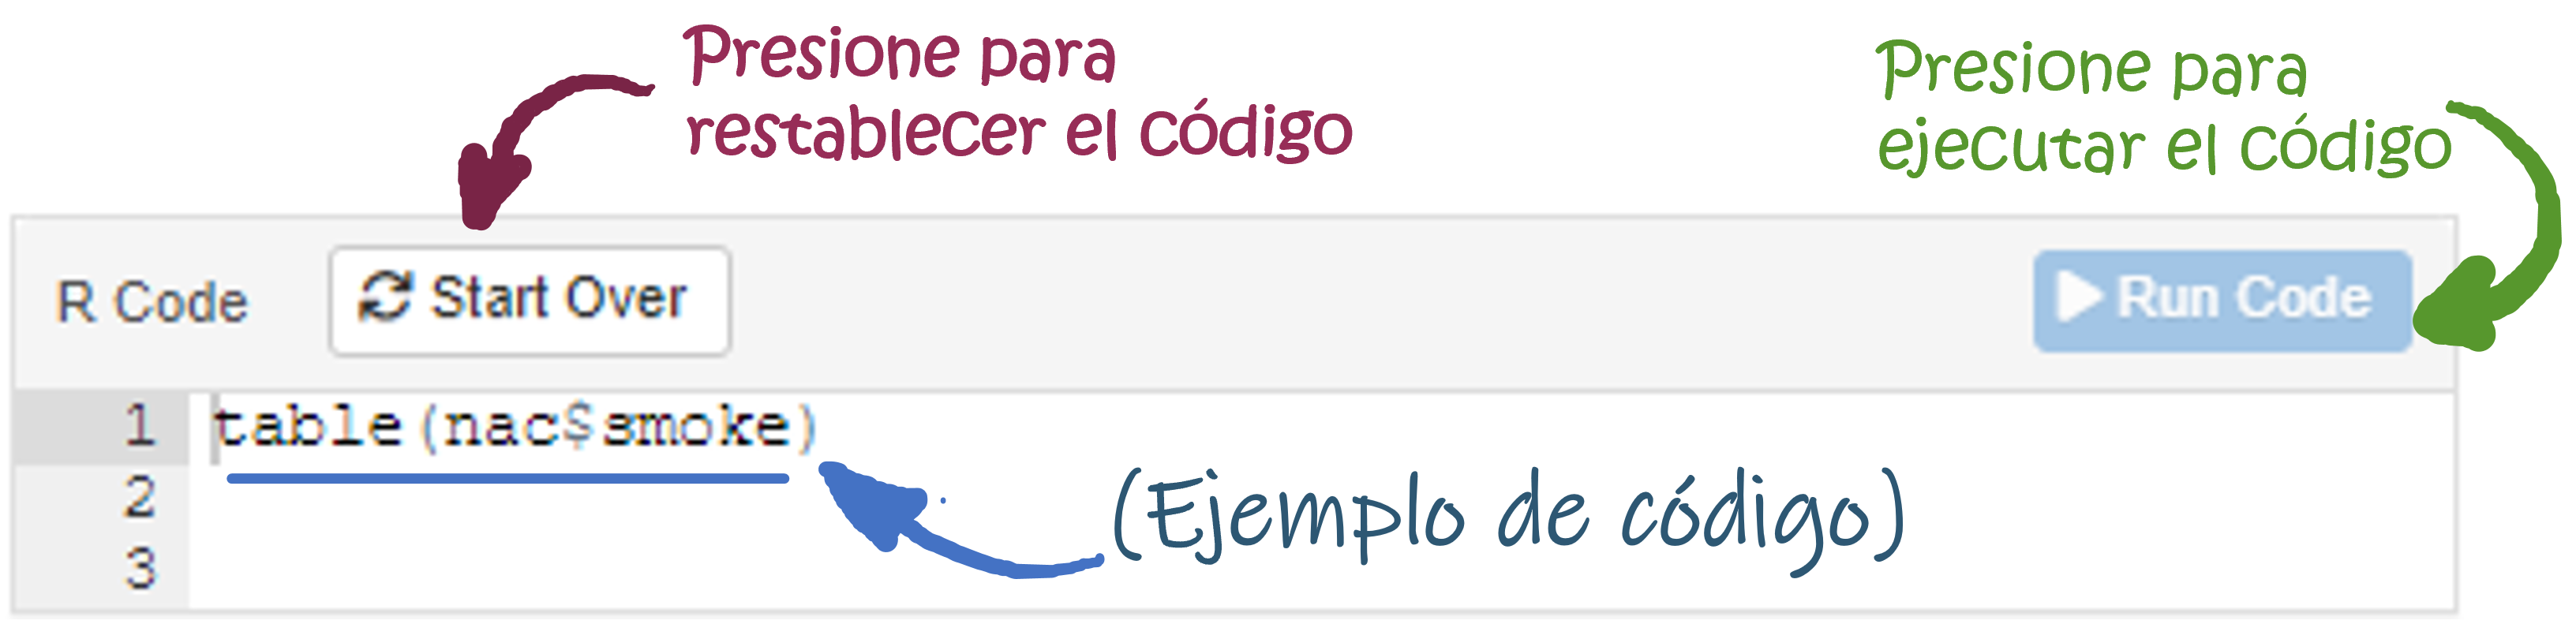 Presione para
restablecer el código
Presione para
ejecutar el código
R Code
Start Over
Run Code
1 table(nac$smoke)
2
3
(Ejemplo de código)